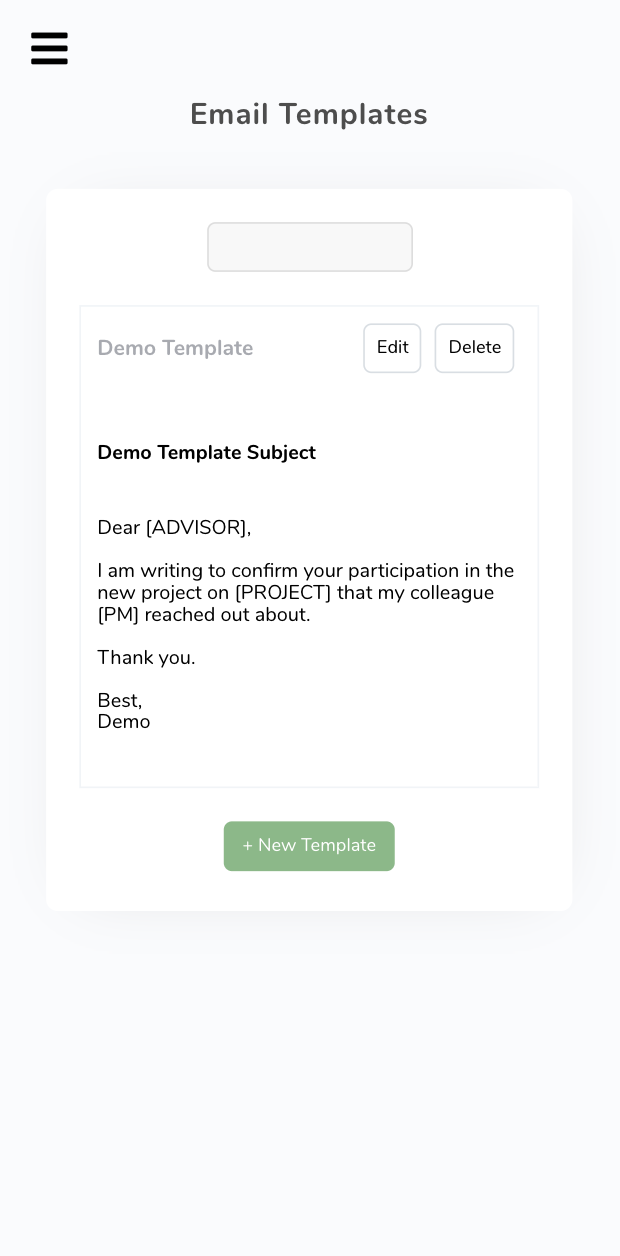 Email Templates
Demo Template
Edit
Delete
Demo Template Subject
Dear [ADVISOR],
I am writing to confirm your participation in the
new project on [PROJECT] that my colleague
[PM] reached out about.
Thank you.
Best,
Demo
+ New Template